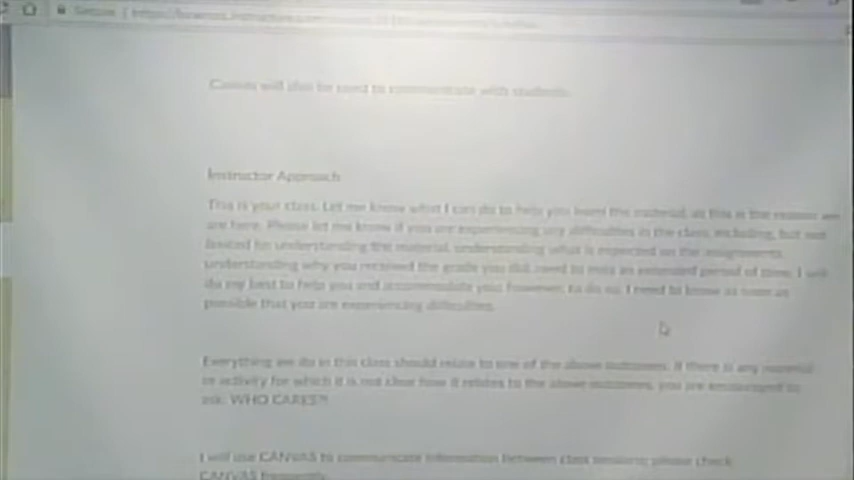 Secure
Canvas will also be used to communicate with students.
Instructor Approach
This is your class. Let me know what I can do to help you learn the material, as this is the reason we
are here. Please let me know if you are experiencing any difficulties in the class, including, but not
limited to: understanding the material, understanding what is expected on the assignments,
understanding why you received the grade you did, need to miss an extended period of time. I will
do my best to help you and accommodate you; however, to do so, I need to know as soon as
possible that you are experiencing difficulties.
Everything we do in this class should relate to one of the above outcomes. If there is any material
or activity for which it is not clear how it relates to the above outcomes, you are encouraged to
ask: WHO CARES?!
I will use CANVAS to communicate information between class sessions; please check
CANVAS frequently.